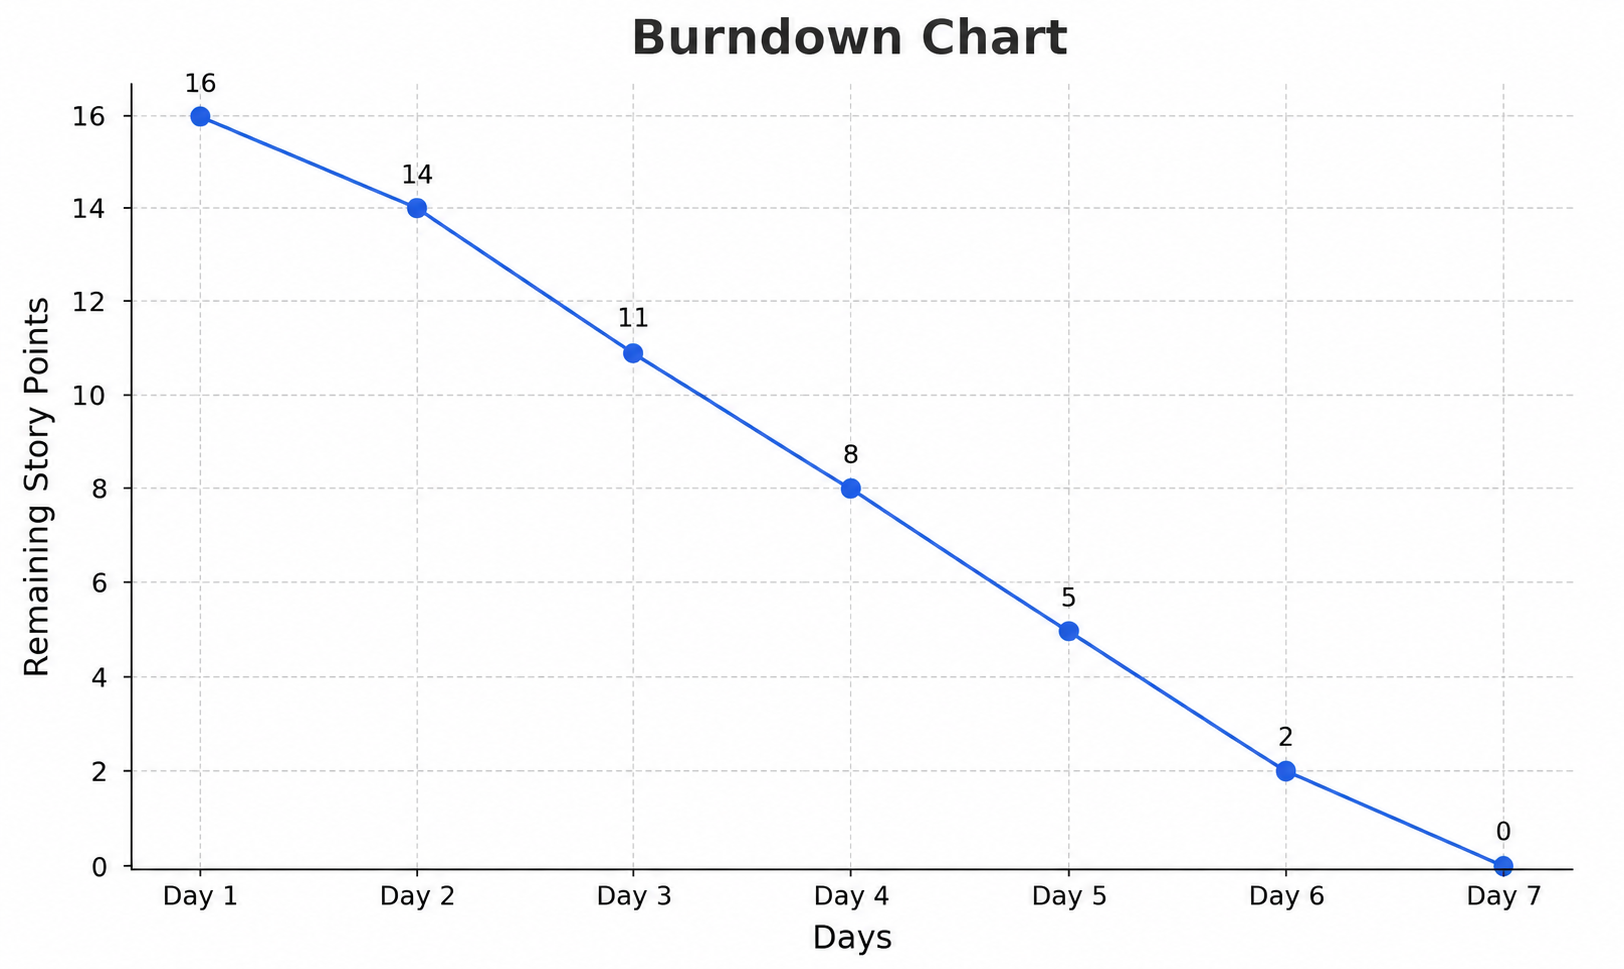 Burndown Chart
16
14
11
8
5
2
0
16
14
12
10
8
6
4
2
0
Remaining Story Points
Day 1
Day 2
Day 3
Day 4
Day 5
Day 6
Day 7
Days